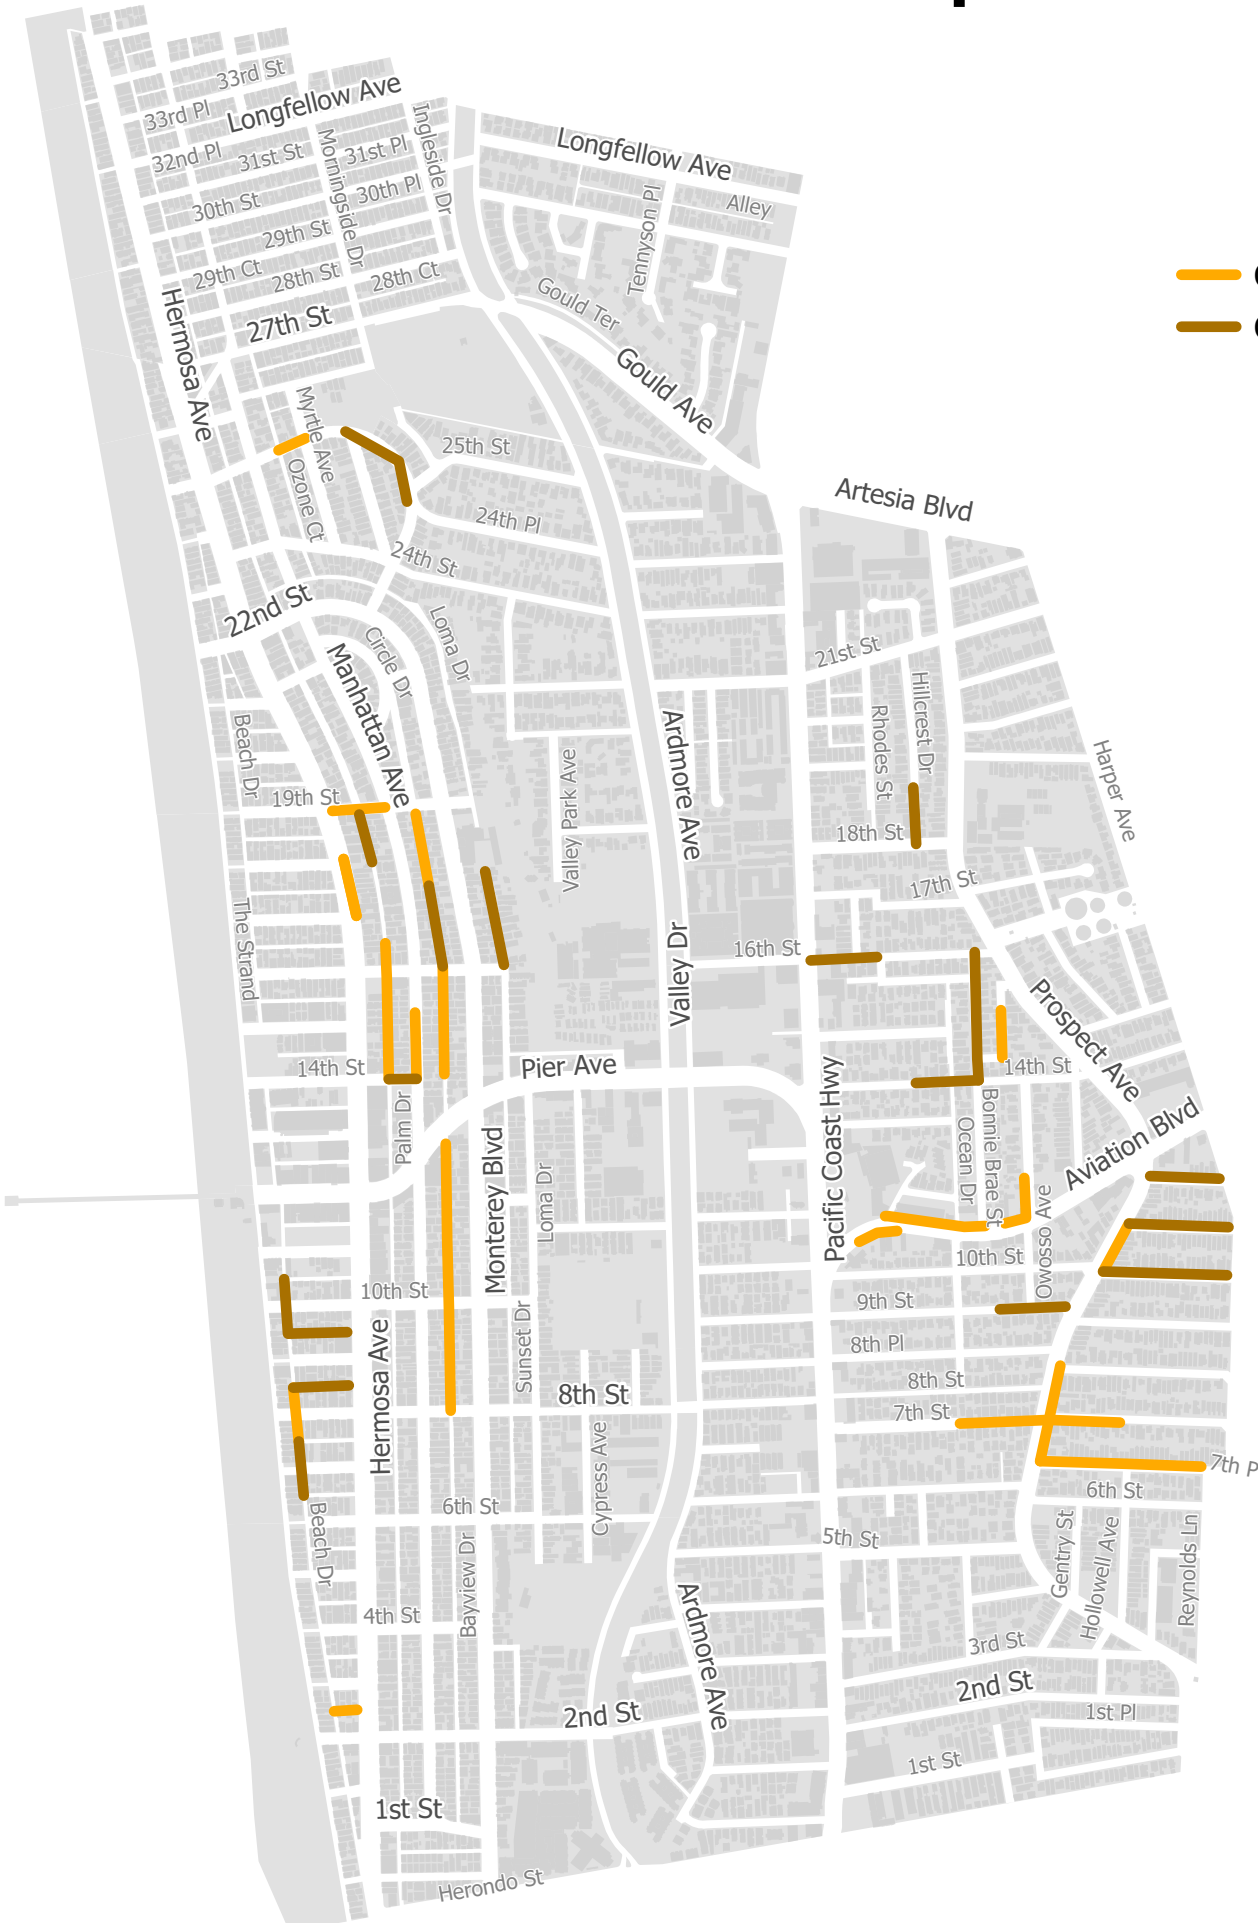 33rd St
Longfellow Ave
33rd Pl
32nd Pl
31st St
31st Pl
Morningside Dr
Ingleside Dr
30th Pl
30th St
29th St
29th Ct
28th St
28th Ct
27th St
Longfellow Ave
Alley
Tennyson Pl
Gould Ter
Gould Ave
Hermosa Ave
Myrtle Ave
Ozone Ct
25th St
24th Pl
24th St
Artesia Blvd
22nd St
Circle Dr
Loma Dr
Manhattan Ave
21st St
Hillcrest Dr
Rhodes St
Harper Ave
Beach Dr
19th St
Ardmore Ave
Valley Park Ave
18th St
17th St
The Strand
16th St
Valley Dr
Prospect Ave
14th St
Pier Ave
14th St
Palm Dr
Pacific Coast Hwy
Bonnie Brae St
Ocean Dr
Aviation Blvd
Monterey Blvd
Loma Dr
Owosso Ave
10th St
10th St
9th St
Sunset Dr
Hermosa Ave
8th Pl
8th St
8th St
7th St
Cypress Ave
7th P
6th St
6th St
Beach Dr
5th St
Gentry St
Hollowell Ave
Reynolds Ln
Bayview Dr
4th St
Ardmore Ave
3rd St
2nd St
2nd St
1st Pl
1st St
1st St
Herondo St